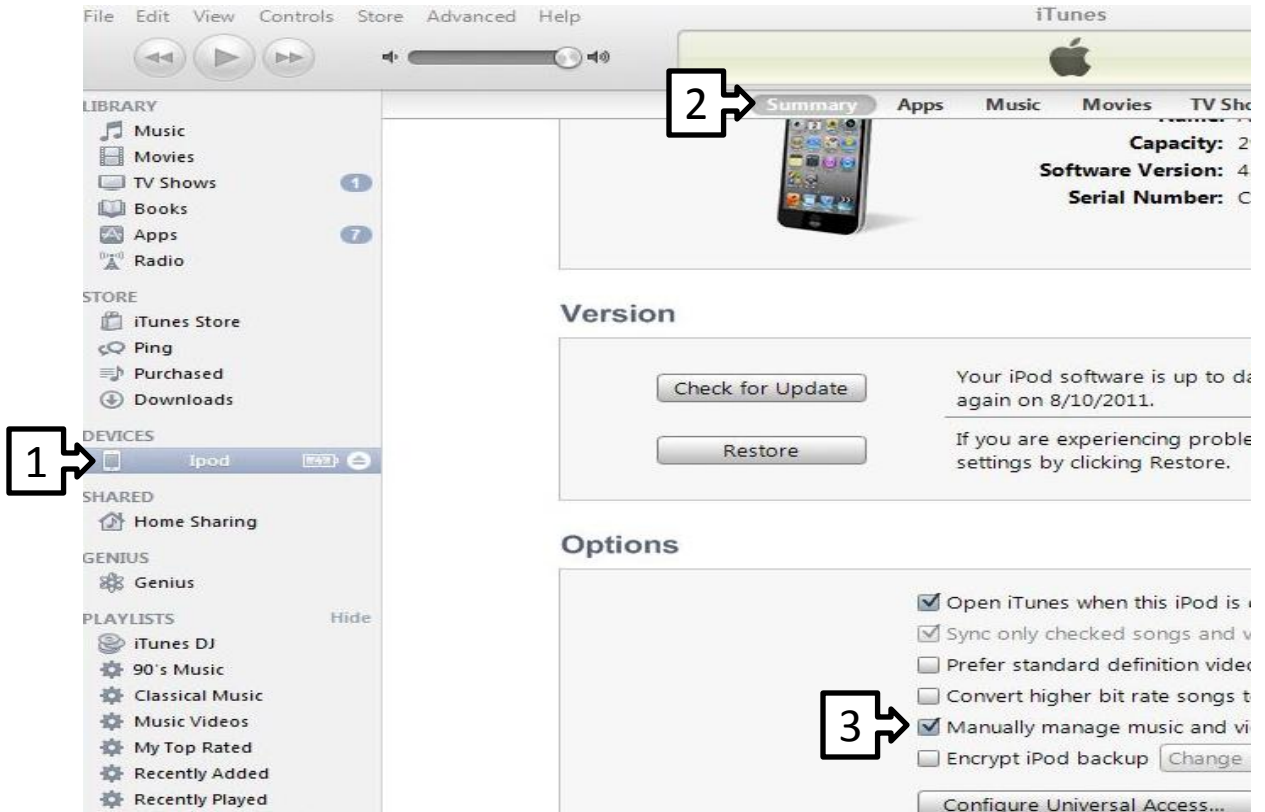 File Edit View Controls Store Advanced Help
iTunes
2
Summary Apps Music Movies TV Sho
LIBRARY
Music
Movies
TV Shows 1
Books
Apps 7
Radio
STORE
iTunes Store
Ping
Purchased
Downloads
1
DEVICES
Ipod
SHARED
Home Sharing
GENIUS
Genius
PLAYLISTS Hide
iTunes DJ
90's Music
Classical Music
Music Videos
My Top Rated
Recently Added
Recently Played
Capacity: 2
Software Version: 4
Serial Number: C
Version
Check for Update
Your iPod software is up to da
again on 8/10/2011.
Restore
If you are experiencing proble
settings by clicking Restore.
Options
Open iTunes when this iPod is
Sync only checked songs and v
Prefer standard definition vide
Convert higher bit rate songs t
3
Manually manage music and vi
Encrypt iPod backup Change
Configure Universal Access...